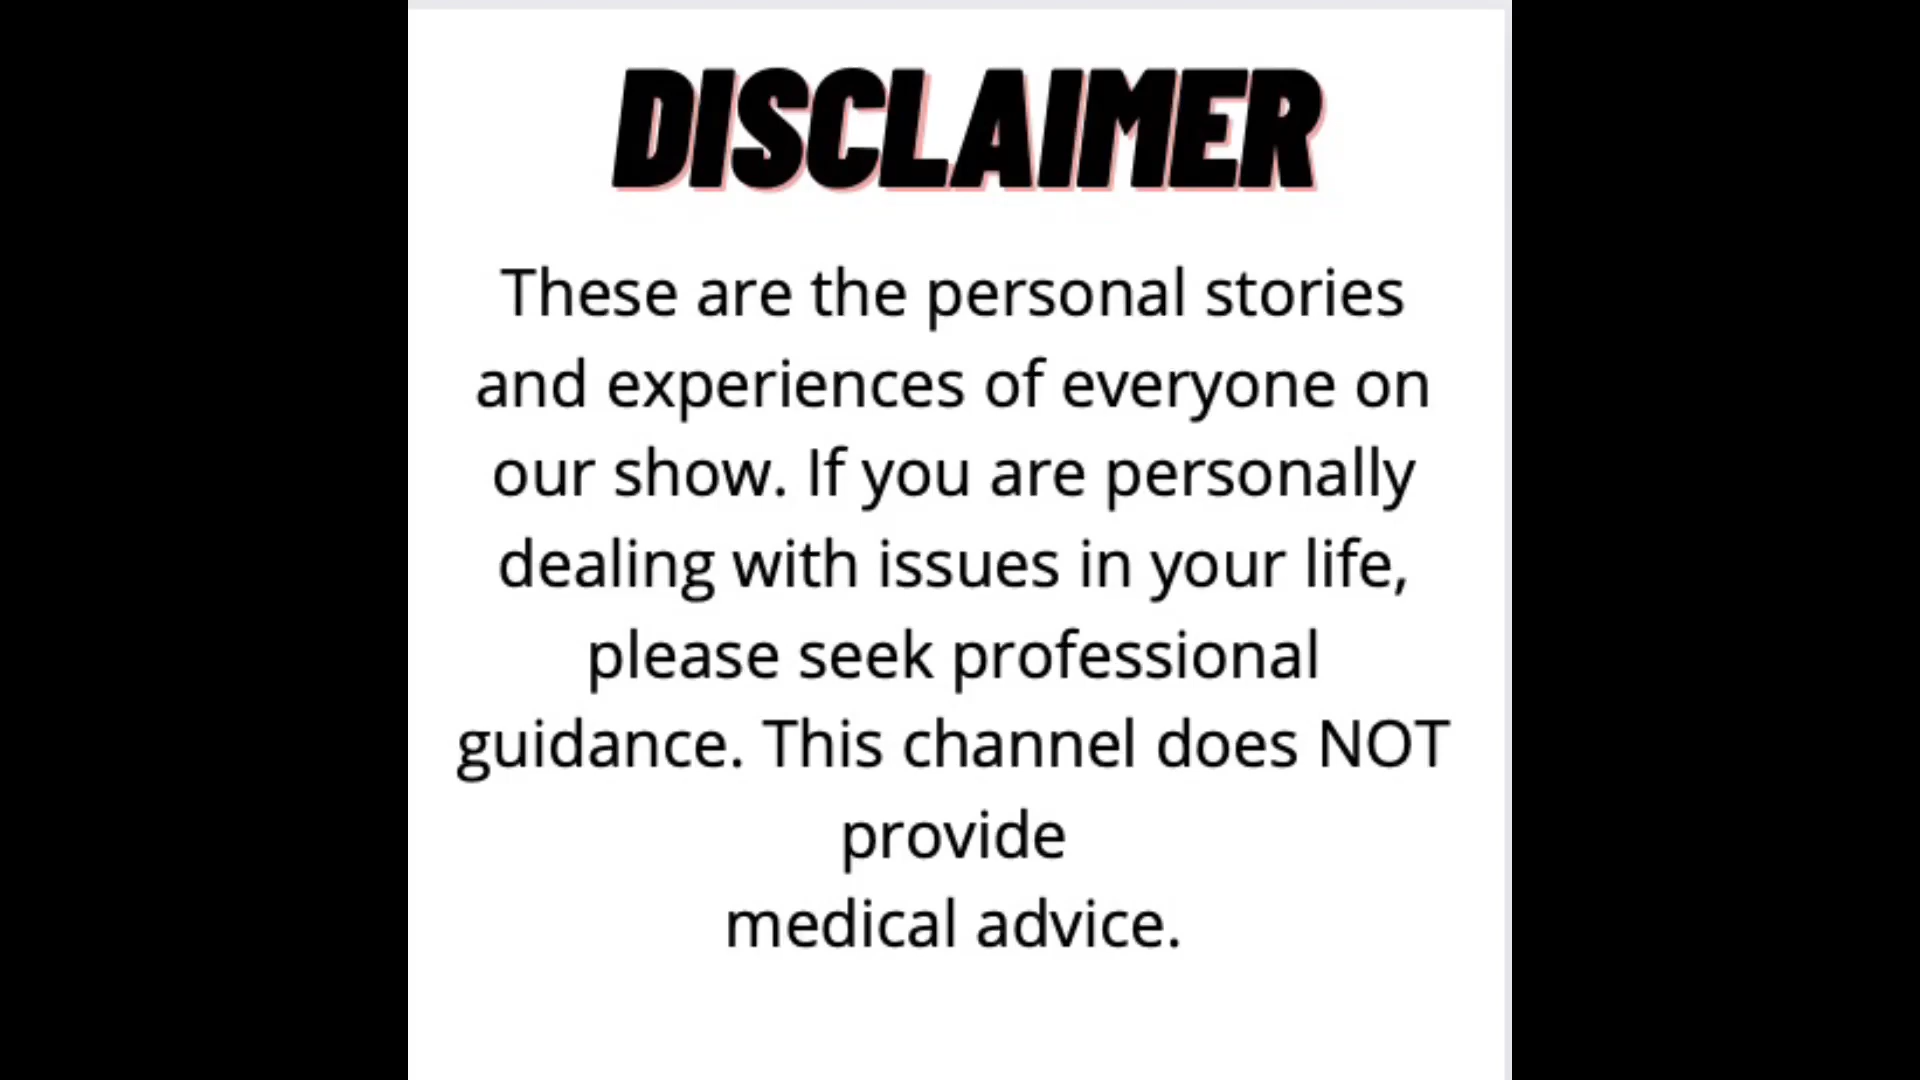 DISCLAIMER
These are the personal stories
and experiences of everyone on
our show. If you are personally
dealing with issues in your life,
please seek professional
guidance. This channel does NOT
provide
medical advice.